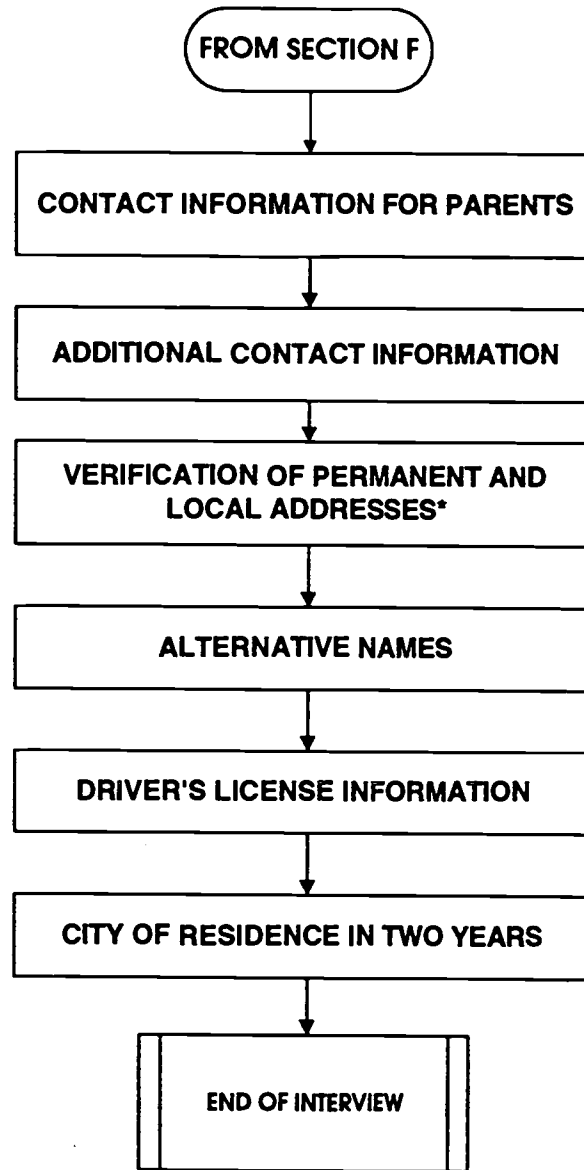 FROM SECTION F
CONTACT INFORMATION FOR PARENTS
ADDITIONAL CONTACT INFORMATION
VERIFICATION OF PERMANENT AND
LOCAL ADDRESSES*
ALTERNATIVE NAMES
DRIVER'S LICENSE INFORMATION
CITY OF RESIDENCE IN TWO YEARS
END OF INTERVIEW